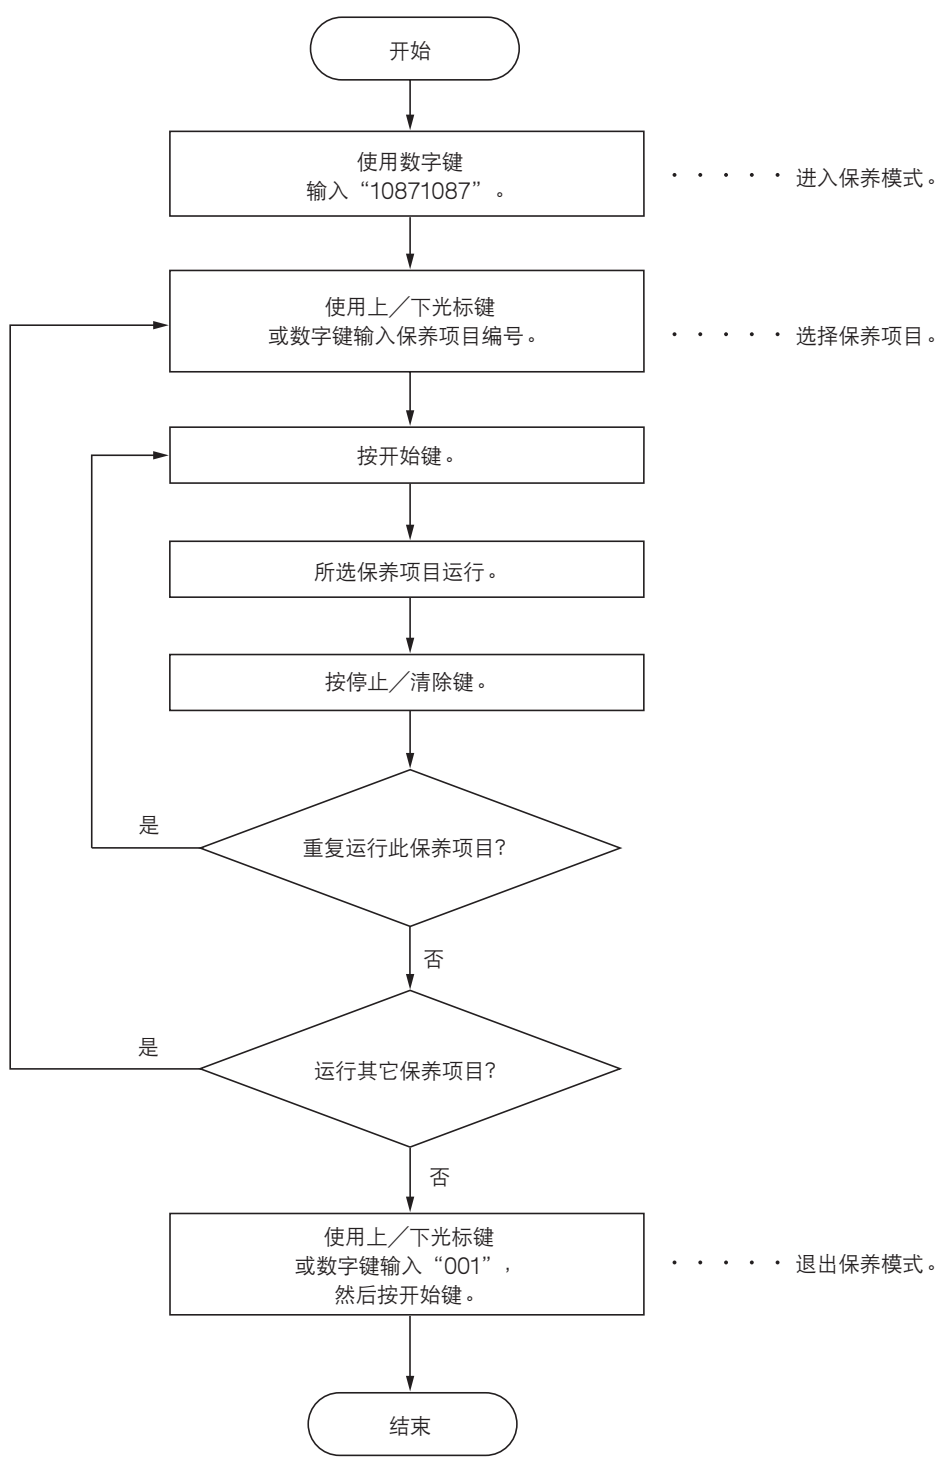 开始
使用数字键
输入“10871087”。
· · · · · 进入保养模式。
使用上／下光标键
或数字键输入保养项目编号。
· · · · · 选择保养项目。
按开始键。
所选保养项目运行。
按停止／清除键。
是
重复运行此保养项目?
否
是
运行其它保养项目?
否
使用上／下光标键
或数字键输入“001”,
然后按开始键。
· · · · · 退出保养模式。
结束